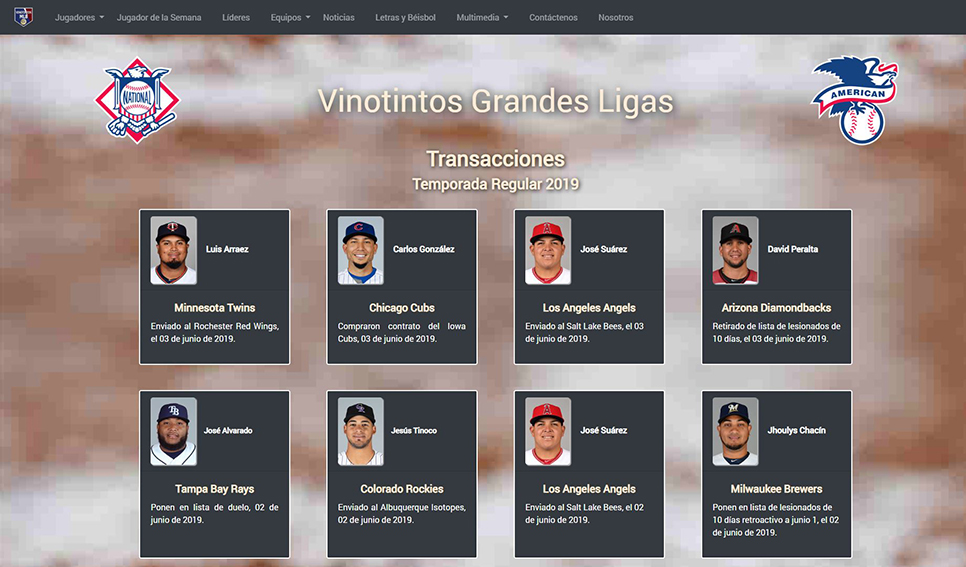 Jugadores Jugador de la Semana Líderes Equipos Noticias Letras y Béisbol Multimedia Contáctenos Nosotros
NATIONAL
AMERICAN
Vinotintos Grandes Ligas
Transacciones
Temporada Regular 2019
Luis Arraez
Minnesota Twins
Enviado al Rochester Red Wings,
el 03 de junio de 2019.
Carlos González
Chicago Cubs
Compraron contrato del Iowa
Cubs, 03 de junio de 2019.
José Suárez
Los Angeles Angels
Enviado al Salt Lake Bees, el 03
de junio de 2019.
David Peralta
Arizona Diamondbacks
Retirado de lista de lesionados de
10 días, el 03 de junio de 2019.
José Alvarado
Tampa Bay Rays
Ponen en lista de duelo, 02 de
junio de 2019.
Jesús Tinoco
Colorado Rockies
Enviado al Albuquerque Isotopes,
02 de junio de 2019.
José Suárez
Los Angeles Angels
Enviado al Salt Lake Bees, el 02
de junio de 2019.
Jhoulys Chacín
Milwaukee Brewers
Ponen en lista de lesionados de
10 días retroactivo a junio 1, el 02
de junio de 2019.